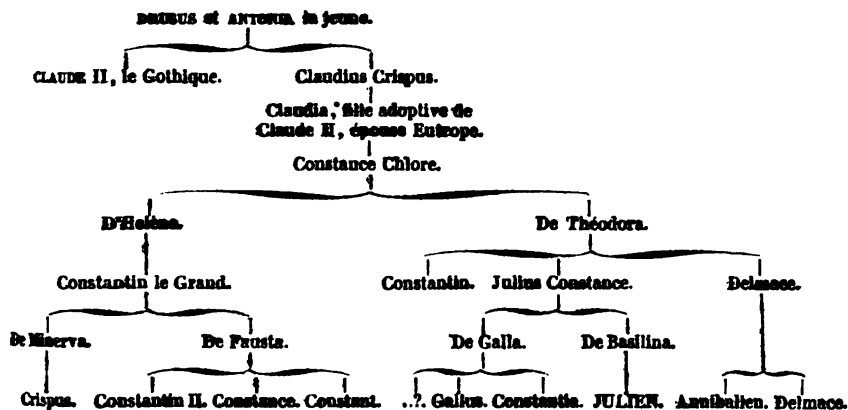 DRUSUS et ANTONIA la jeune.
CLAUDE II, le Gothique. Claudius Crispus.
Claudia, fille adoptive de
Claude II, épouse Eutrope.
Constance Chlore.
D'Helène. De Théodora.
Constantin le Grand. Constantin. Julius Constance. Delmace.
De Minerva. De Fausta. De Galla. De Basilina.
Crispus. Constantin II. Constance. Constant. ..?. Gallus. Constantin. JULIEN. Annibalien. Delmace.